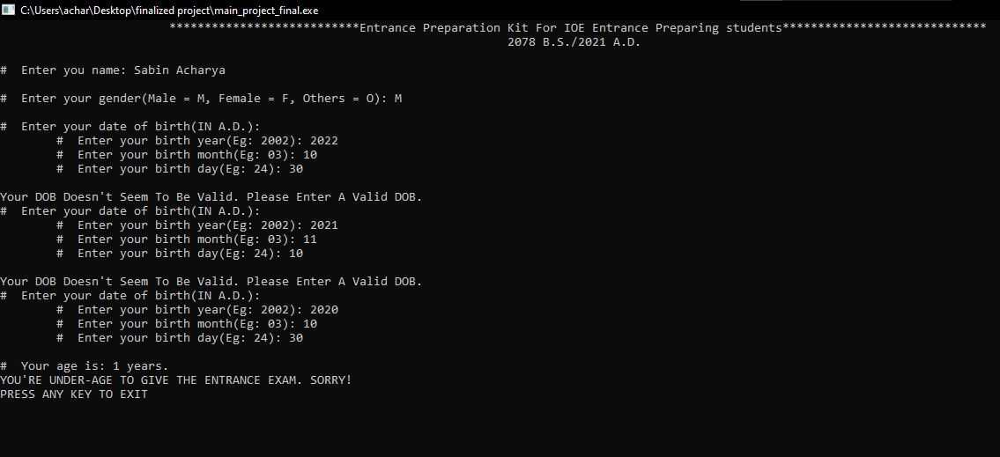 C:\Users\achar\Desktop\finalized project\main_project_final.exe
***************************Entrance Preparation Kit For IOE Entrance Preparing students*****************************
2078 B.S./2021 A.D.
#  Enter you name: Sabin Acharya
#  Enter your gender(Male = M, Female = F, Others = O): M
#  Enter your date of birth(IN A.D.):
#  Enter your birth year(Eg: 2002): 2022
#  Enter your birth month(Eg: 03): 10
#  Enter your birth day(Eg: 24): 30
Your DOB Doesn't Seem To Be Valid. Please Enter A Valid DOB.
#  Enter your date of birth(IN A.D.):
#  Enter your birth year(Eg: 2002): 2021
#  Enter your birth month(Eg: 03): 11
#  Enter your birth day(Eg: 24): 10
Your DOB Doesn't Seem To Be Valid. Please Enter A Valid DOB.
#  Enter your date of birth(IN A.D.):
#  Enter your birth year(Eg: 2002): 2020
#  Enter your birth month(Eg: 03): 10
#  Enter your birth day(Eg: 24): 30
#  Your age is: 1 years.
YOU'RE UNDER-AGE TO GIVE THE ENTRANCE EXAM. SORRY!
PRESS ANY KEY TO EXIT